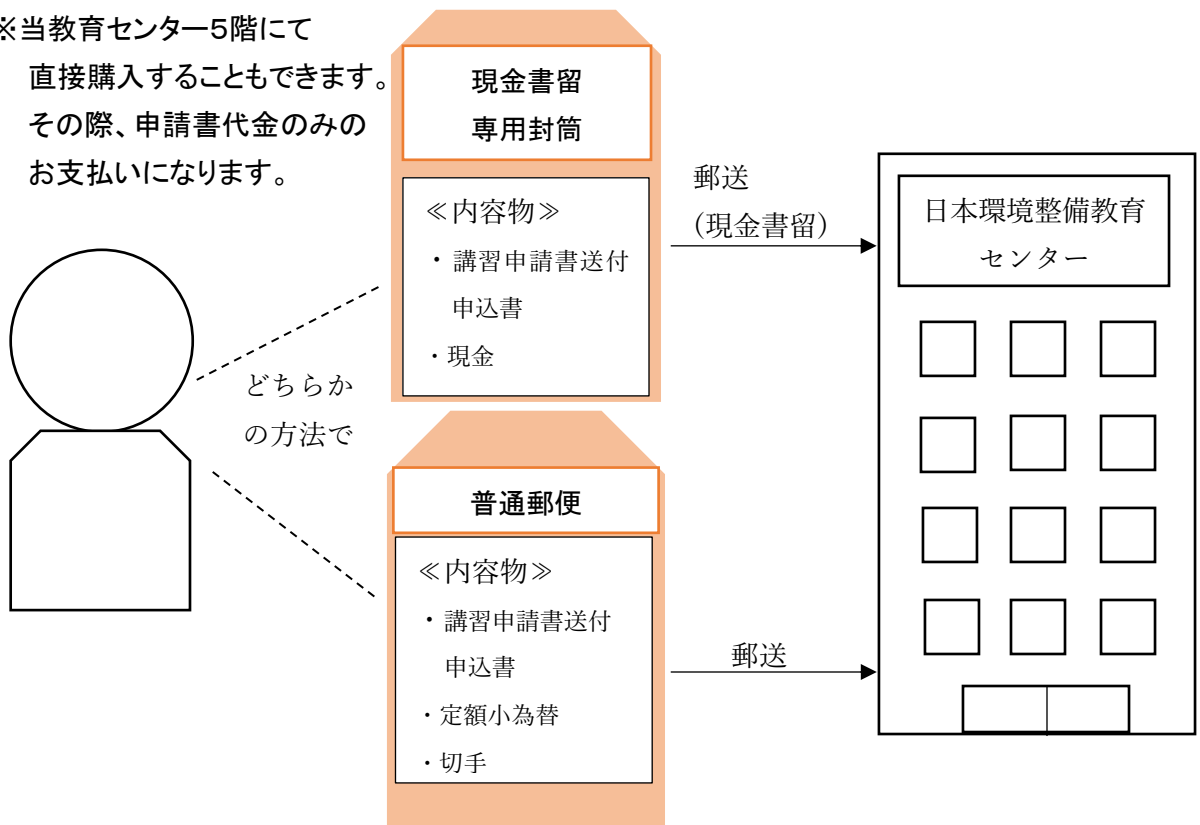 ※当教育センター5階にて
直接購入することもできます。
その際、申請書代金のみの
お支払いになります。
現金書留
専用封筒
≪内容物≫
・講習申請書送付
申込書
・現金
郵送
(現金書留)
日本環境整備教育
センター
どちらか
の方法で
普通郵便
≪内容物≫
・講習申請書送付
申込書
・定額小為替
・切手
郵送